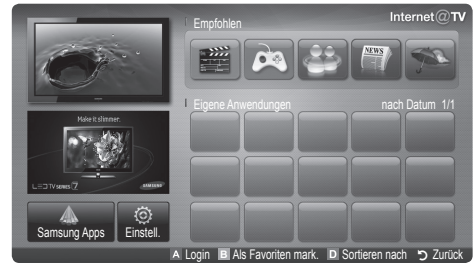 Internet@TV
Empfohlen
NEWS
Eigene Anwendungen
nach Datum 1/1
Make it slimmer.
LED TV SERIES 7
SAMSUNG
Samsung Apps
Einstell.
A Login B Als Favoriten mark. D Sortieren nach Zurück